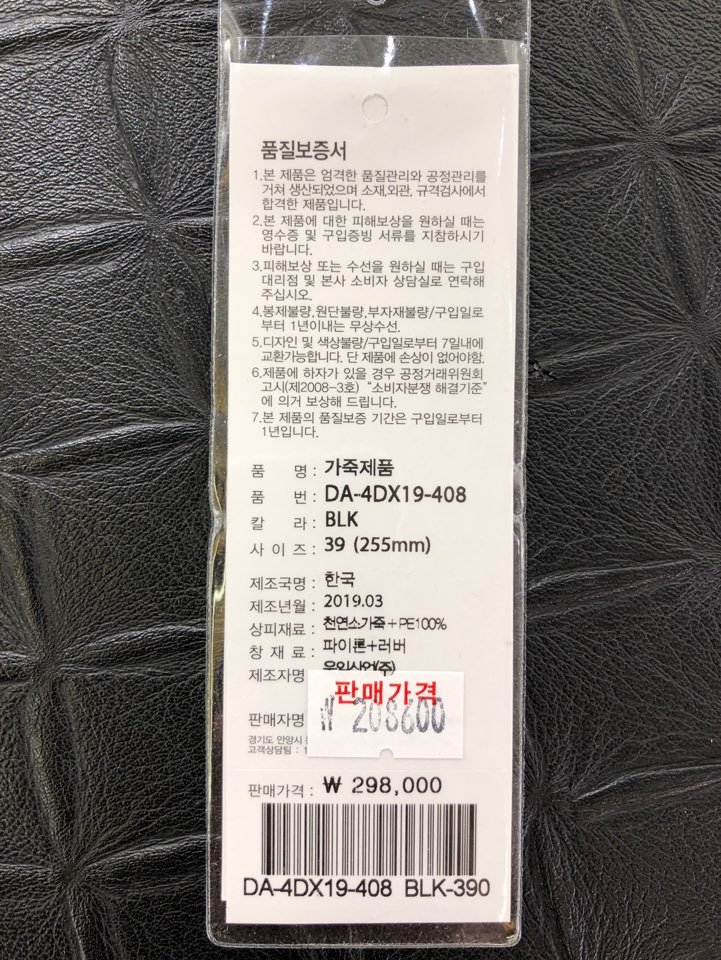 품질보증서
1.본 제품은 엄격한 품질관리와 공정관리를
거쳐 생산되었으며 소재,외관, 규격검사에서
합격한 제품입니다.
2.본 제품에 대한 피해보상을 원하실 때는
영수증 및 구입증빙 서류를 지참하시기
바랍니다.
3.피해보상 또는 수선을 원하실 때는 구입
대리점 및 본사 소비자 상담실로 연락해
주십시오.
4.봉제불량,원단불량,부자재불량/구입일로
부터 1년이내는 무상수선.
5.디자인 및 색상불량/구입일로부터 7일내에
교환가능합니다. 단 제품에 손상이 없어야함.
6.제품에 하자가 있을 경우 공정거래위원회
고시(제2008-3호) "소비자분쟁 해결기준"
에 의거 보상해 드립니다.
7.본 제품의 품질보증 기간은 구입일로부터
1년입니다.
품 명 : 가죽제품
품 번 : DA-4DX19-408
칼 라 : BLK
사 이 즈 : 39 (255mm)
제조국명 : 한국
제조년월 : 2019.03
상피재료 : 천연소가죽+PE100%
창 재 료 : 파이론+러버
제조자명
판매가격
₩ 208600
판매자명
경기도 안양시
고객상담팀 : 1
판매가격 : ₩ 298,000
DA-4DX19-408 BLK-390